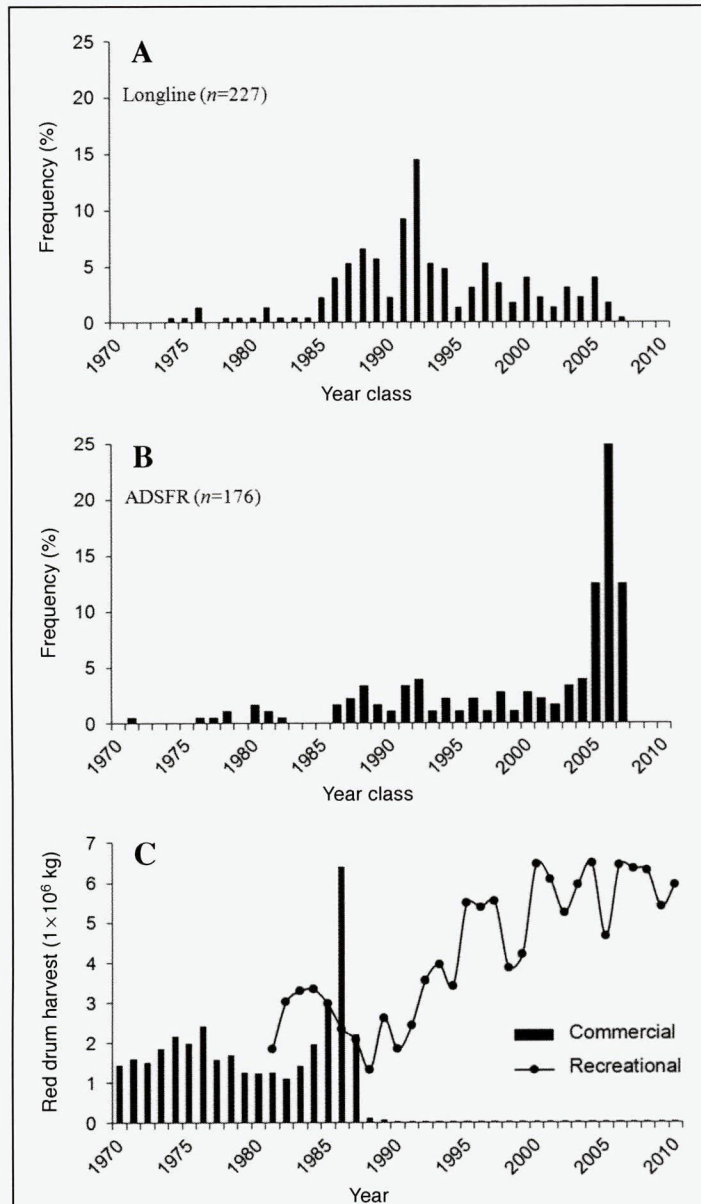 A
Longline (n=227)
Frequency (%)
25
20
15
10
5
0
1970 1975 1980 1985 1990 1995 2000 2005 2010
Year class
B
ADSFR (n=176)
Frequency (%)
25
20
15
10
5
0
1970 1975 1980 1985 1990 1995 2000 2005 2010
Year class
C
Red drum harvest (1×10⁶ kg)
7
6
5
4
3
2
1
0
Commercial
Recreational
1970 1975 1980 1985 1990 1995 2000 2005 2010
Year